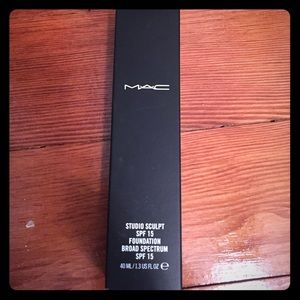 MAC
STUDIO SCULPT
SPF 15
FOUNDATION
BROAD SPECTRUM
SPF 15
40 ML / 1.3 US FL OZ ℮